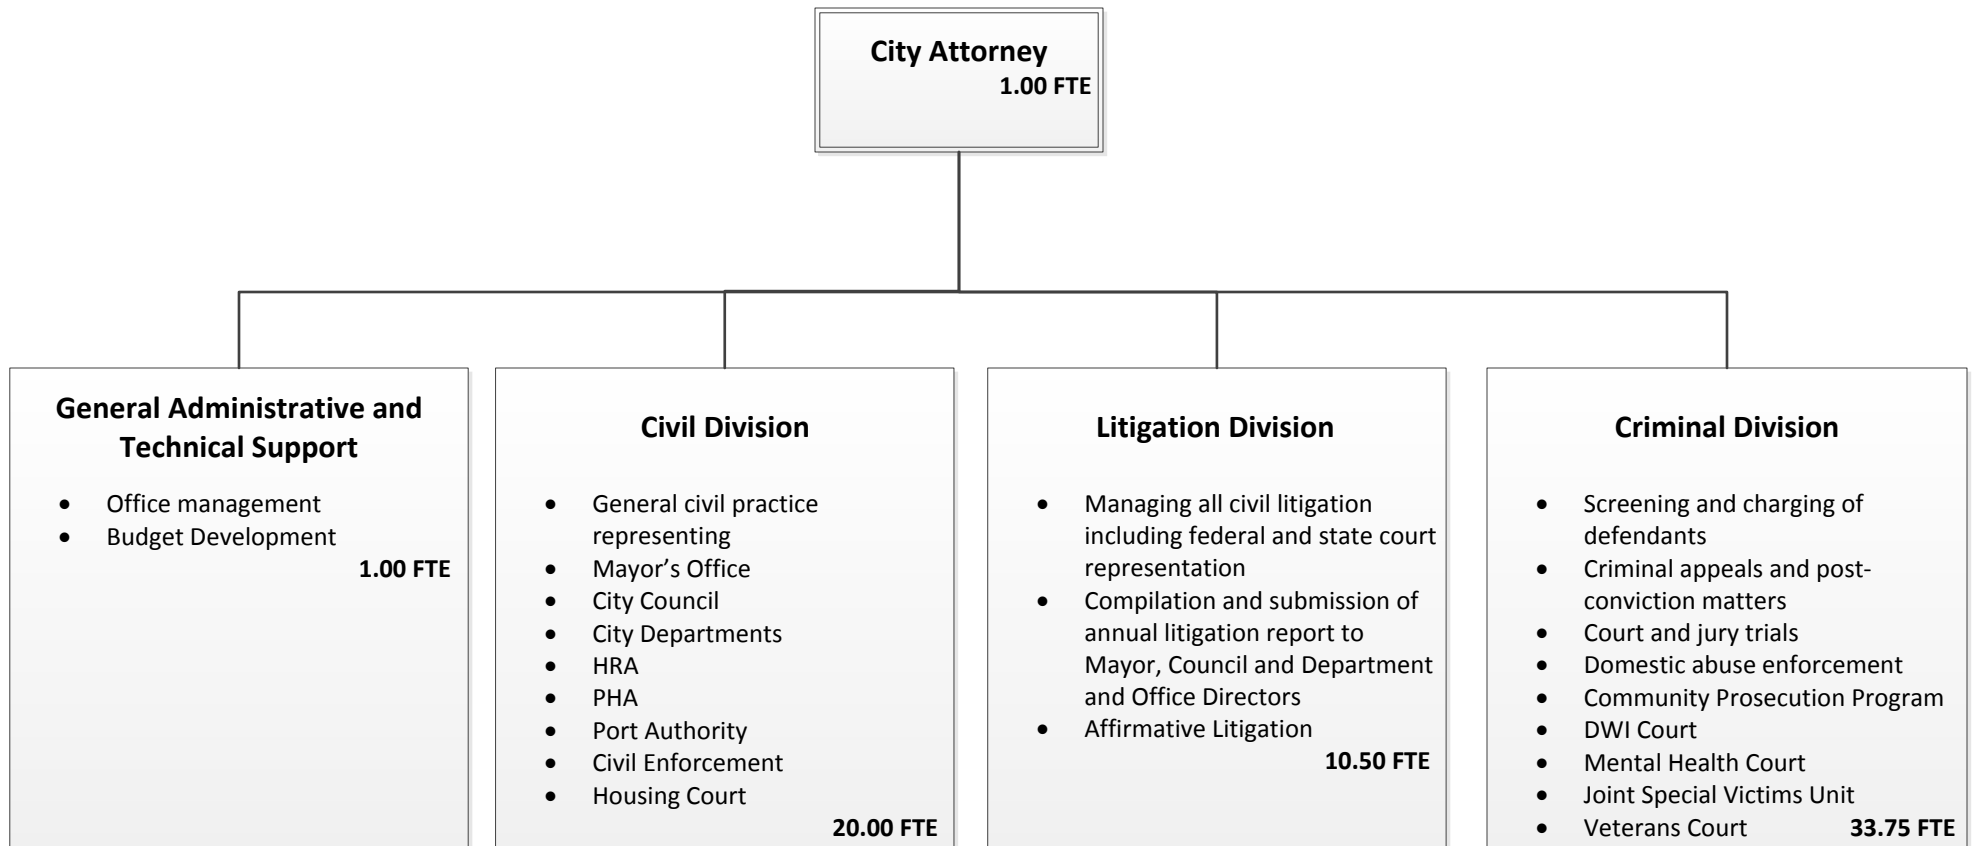 City Attorney
1.00 FTE
General Administrative and
Technical Support
• Office management
• Budget Development
1.00 FTE
Civil Division
• General civil practice
representing
• Mayor’s Office
• City Council
• City Departments
• HRA
• PHA
• Port Authority
• Civil Enforcement
• Housing Court
20.00 FTE
Litigation Division
• Managing all civil litigation
including federal and state court
representation
• Compilation and submission of
annual litigation report to
Mayor, Council and Department
and Office Directors
• Affirmative Litigation
10.50 FTE
Criminal Division
• Screening and charging of
defendants
• Criminal appeals and post-
conviction matters
• Court and jury trials
• Domestic abuse enforcement
• Community Prosecution Program
• DWI Court
• Mental Health Court
• Joint Special Victims Unit
• Veterans Court 33.75 FTE